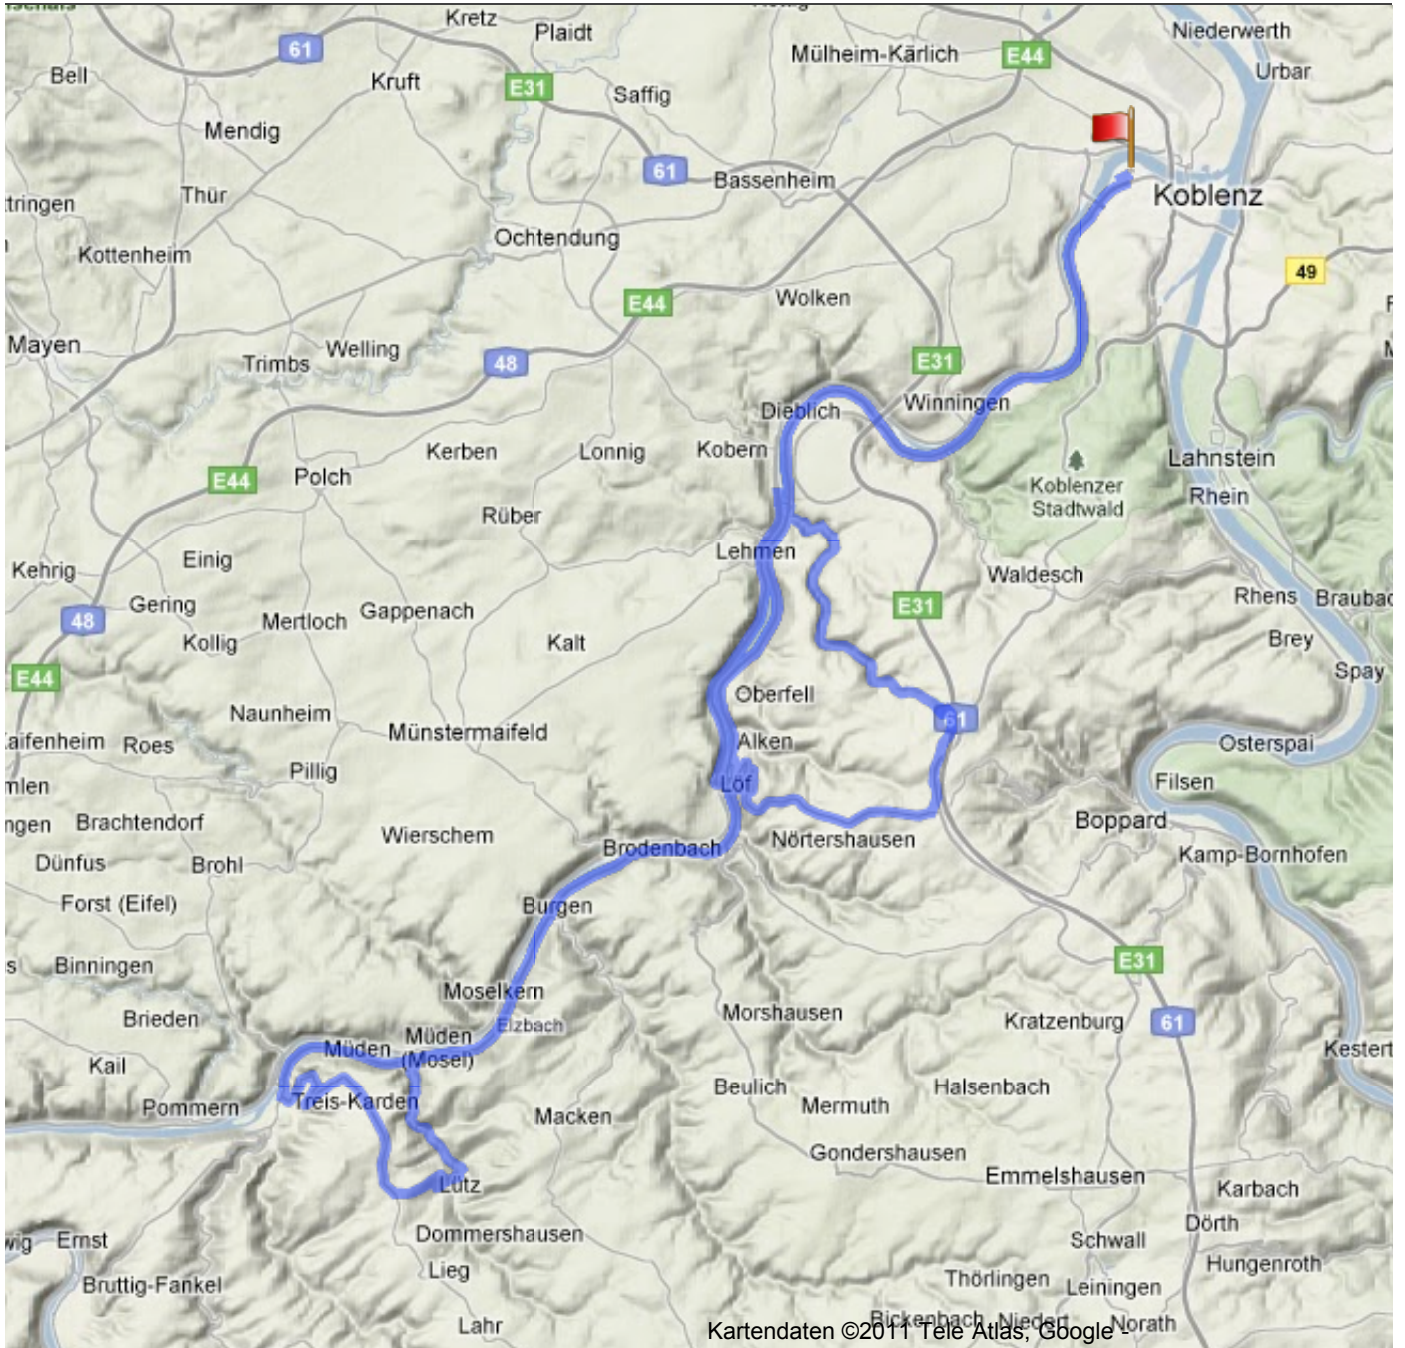 Kretz
Plaidt
Niederwerth
61
Mülheim-Kärlich
E44
Bell
Kruft
E31
Saffig
Urbar
Mendig
61
Bassenheim
Thür
Koblenz
Kottenheim
Ochtendung
49
E44
Wolken
Mayen
Trimbs
Welling
48
E31
Dieblich
Winningen
Kerben
Lonnig
Kobern
Lahnstein
E44
Polch
Koblenzer
Stadtwald
Rhein
Rüber
Lehmen
Kehrig
Einig
Waldesch
48
Gering
Mertloch
Gappenach
E31
Rhens
Kollig
Kalt
Brey
E44
Oberfell
Spay
Naunheim
Münstermaifeld
61
Roes
Alken
Osterspai
Pillig
Löf
Filsen
Brachtendorf
Wierschem
Nörtershausen
Boppard
Dünfus
Brohl
Brodenbach
Kamp-Bornhofen
Forst (Eifel)
Burgen
Binningen
E31
Moselkern
Brieden
Elzbach
Morshausen
Kratzenburg
61
Müden
Müden
(Mosel)
Kestert
Kail
Pommern
Treis-Karden
Macken
Beulich
Mermuth
Halsenbach
Gondershausen
Emmelshausen
Lütz
Karbach
Dommershausen
Dörth
Ernst
Schwall
Hungenroth
Bruttig-Fankel
Lieg
Thörlingen
Leiningen
Lahr
Bickenbach
Niedert
Norath
Kartendaten ©2011 Tele Atlas, Google -